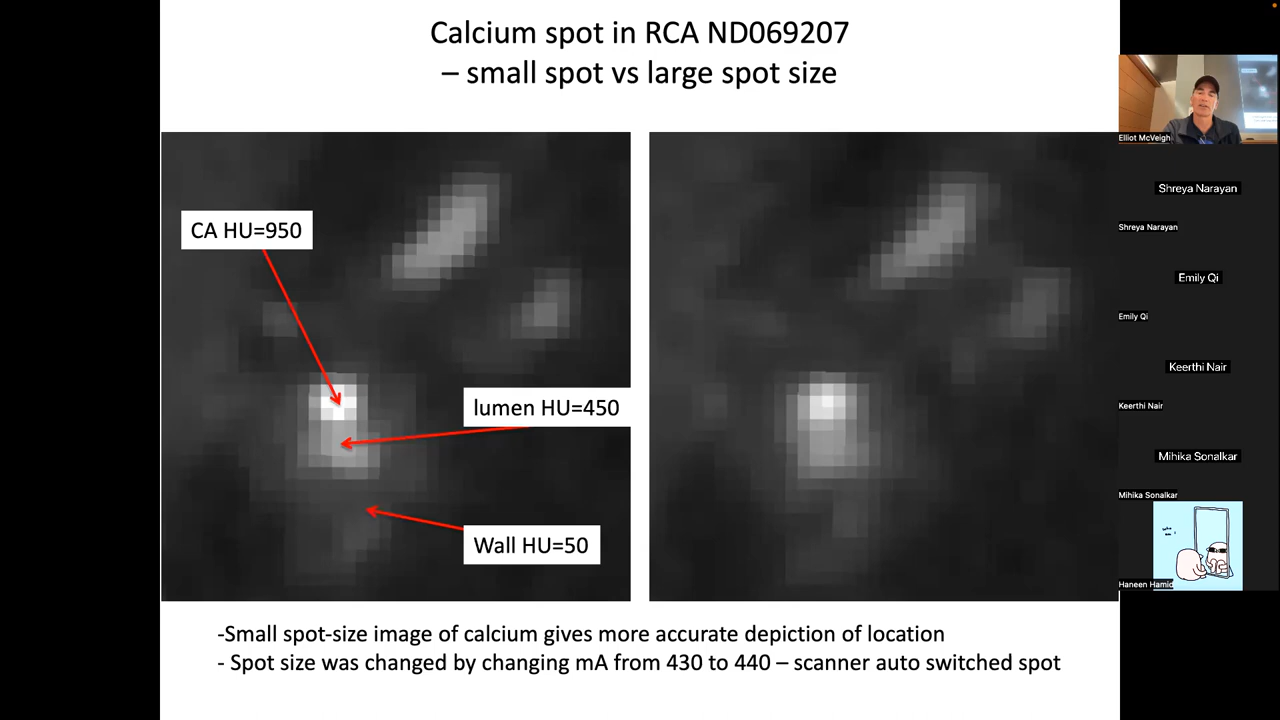 Calcium spot in RCA ND069207
– small spot vs large spot size
CA HU=950
lumen HU=450
Wall HU=50
-Small spot-size image of calcium gives more accurate depiction of location
- Spot size was changed by changing mA from 430 to 440 – scanner auto switched spot
Elliot McVeigh
Shreya Narayan
Shreya Narayan
Emily Qi
Emily Qi
Keerthi Nair
Keerthi Nair
Mihika Sonalkar
Mihika Sonalkar
Haneen Hamid